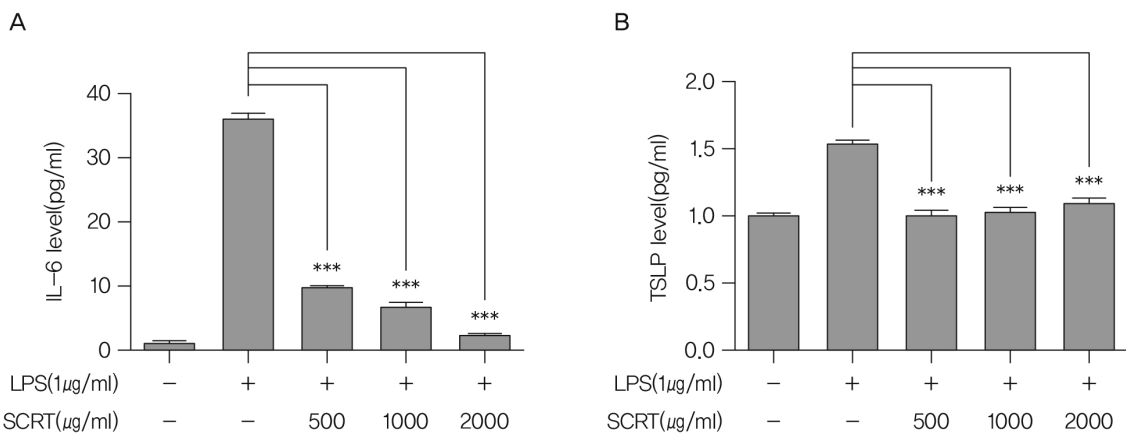 A
IL-6 level(pg/ml)
40
30
20
10
0
***
***
***
LPS(1μg/ml) – + + + +
SCRT(μg/ml) – – 500 1000 2000
B
TSLP level(pg/ml)
2.0
1.5
1.0
0.5
0.0
***
***
***
LPS(1μg/ml) – + + + +
SCRT(μg/ml) – – 500 1000 2000